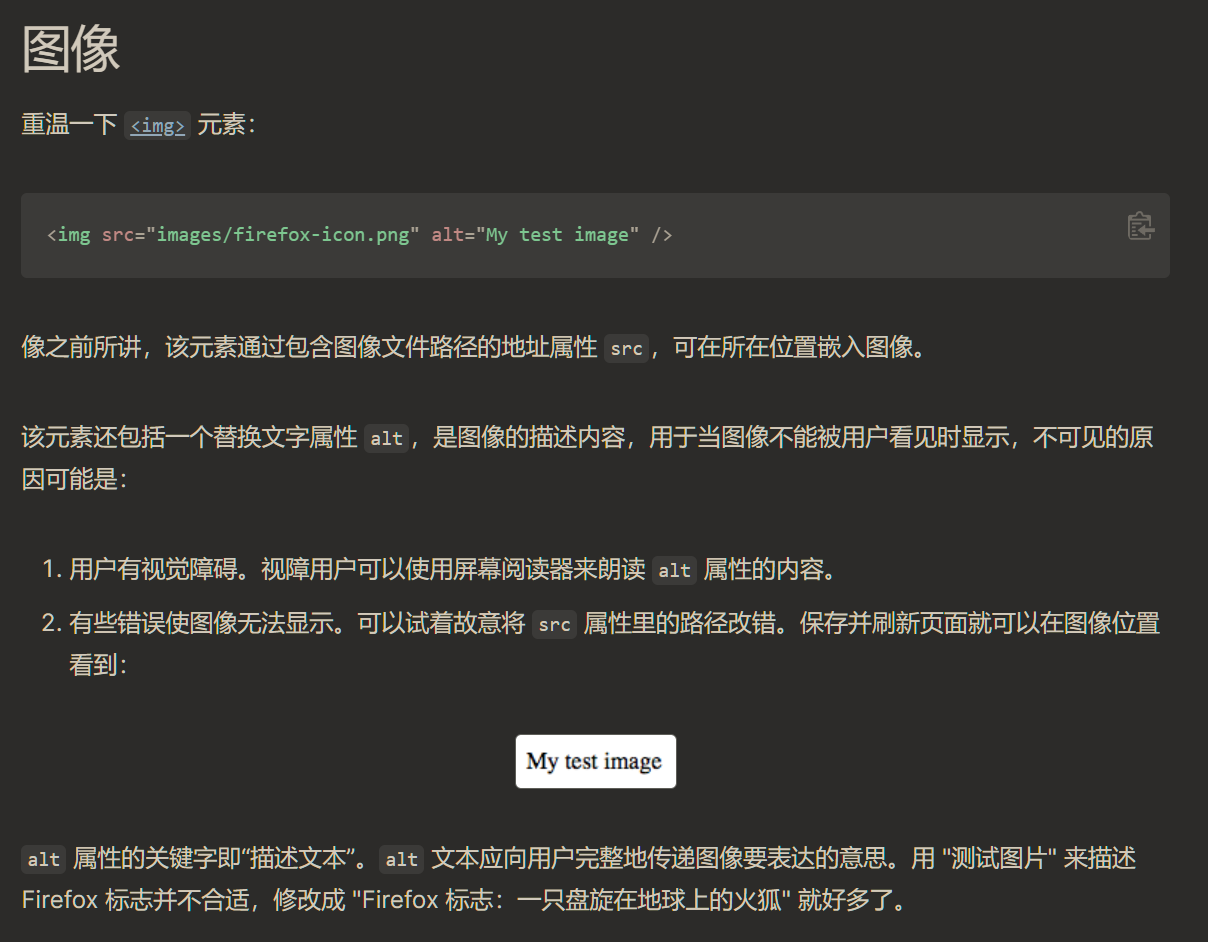 图像
重温一下 <img> 元素：
<img src="images/firefox-icon.png" alt="My test image" />
像之前所讲，该元素通过包含图像文件路径的地址属性 src，可在所在位置嵌入图像。
该元素还包括一个替换文字属性 alt，是图像的描述内容，用于当图像不能被用户看见时显示，不可见的原
因可能是：
1. 用户有视觉障碍。视障用户可以使用屏幕阅读器来朗读 alt 属性的内容。
2. 有些错误使图像无法显示。可以试着故意将 src 属性里的路径改错。保存并刷新页面就可以在图像位置
看到：
My test image
alt 属性的关键字即“描述文本”。alt 文本应向用户完整地传递图像要表达的意思。用 "测试图片" 来描述
Firefox 标志并不合适，修改成 "Firefox 标志：一只盘旋在地球上的火狐" 就好多了。